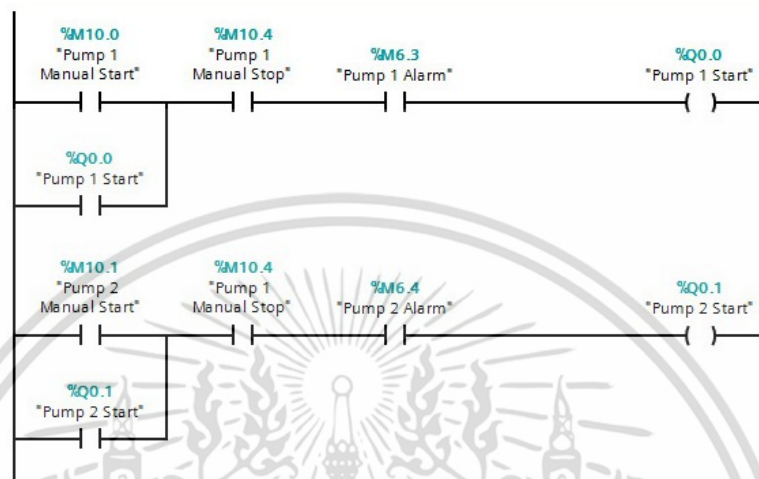 %M10.0
"Pump 1
Manual Start"
%M10.4
"Pump 1
Manual Stop"
%M6.3
"Pump 1 Alarm"
%Q0.0
"Pump 1 Start"
%Q0.0
"Pump 1 Start"
%M10.1
"Pump 2
Manual Start"
%M10.4
"Pump 1
Manual Stop"
%M6.4
"Pump 2 Alarm"
%Q0.1
"Pump 2 Start"
%Q0.1
"Pump 2 Start"